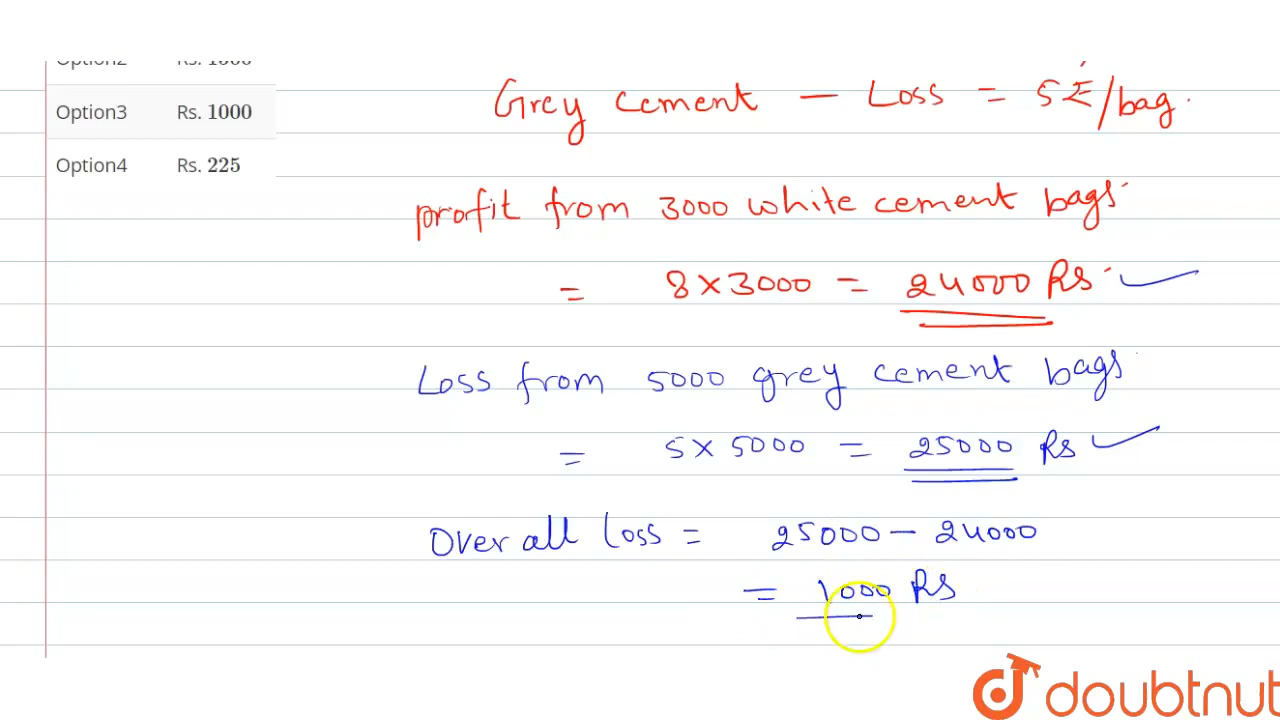 Option3 Rs. 1000
Option4 Rs. 225
Grey cement — Loss = 5 /bag.
profit from 3000 white cement bags
= 8×3000 = 24000 Rs
Loss from 5000 grey cement bags
= 5×5000 = 25000 Rs
Over all loss = 25000 — 24000
= 1000 Rs
doubtnut